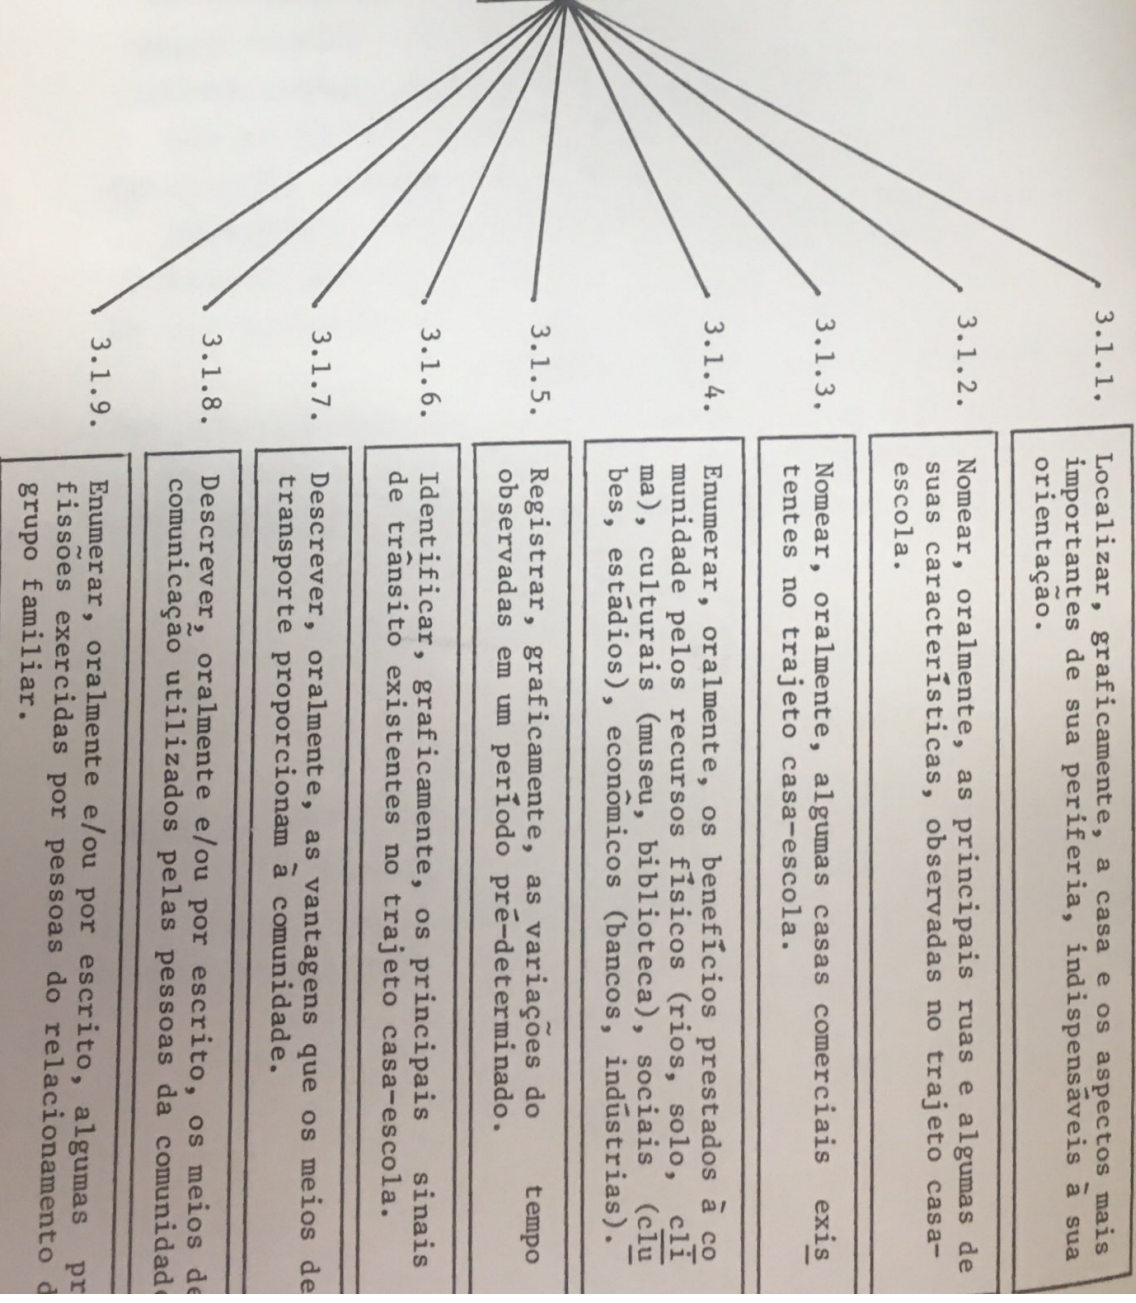 3.1.1. Localizar, graficamente, a casa e os aspectos mais
importantes de sua periferia, indispensáveis à sua
orientação.
3.1.2. Nomear, oralmente, as principais ruas e algumas de
suas características, observadas no trajeto casa-
escola.
3.1.3. Nomear, oralmente, algumas casas comerciais exis
tentes no trajeto casa-escola.
3.1.4. Enumerar, oralmente, os benefícios prestados à co
munidade pelos recursos físicos (rios, solo, cli
ma), culturais (museu, biblioteca), sociais (clu
bes, estádios), econômicos (bancos, indústrias).
3.1.5. Registrar, graficamente, as variações do tempo
observadas em um período pré-determinado.
3.1.6. Identificar, graficamente, os principais sinais
de trânsito existentes no trajeto casa-escola.
3.1.7. Descrever, oralmente, as vantagens que os meios de
transporte proporcionam à comunidade.
3.1.8. Descrever, oralmente e/ou por escrito, os meios de
comunicação utilizados pelas pessoas da comunidade
3.1.9. Enumerar, oralmente e/ou por escrito, algumas pr
fissões exercidas por pessoas do relacionamento d
grupo familiar.